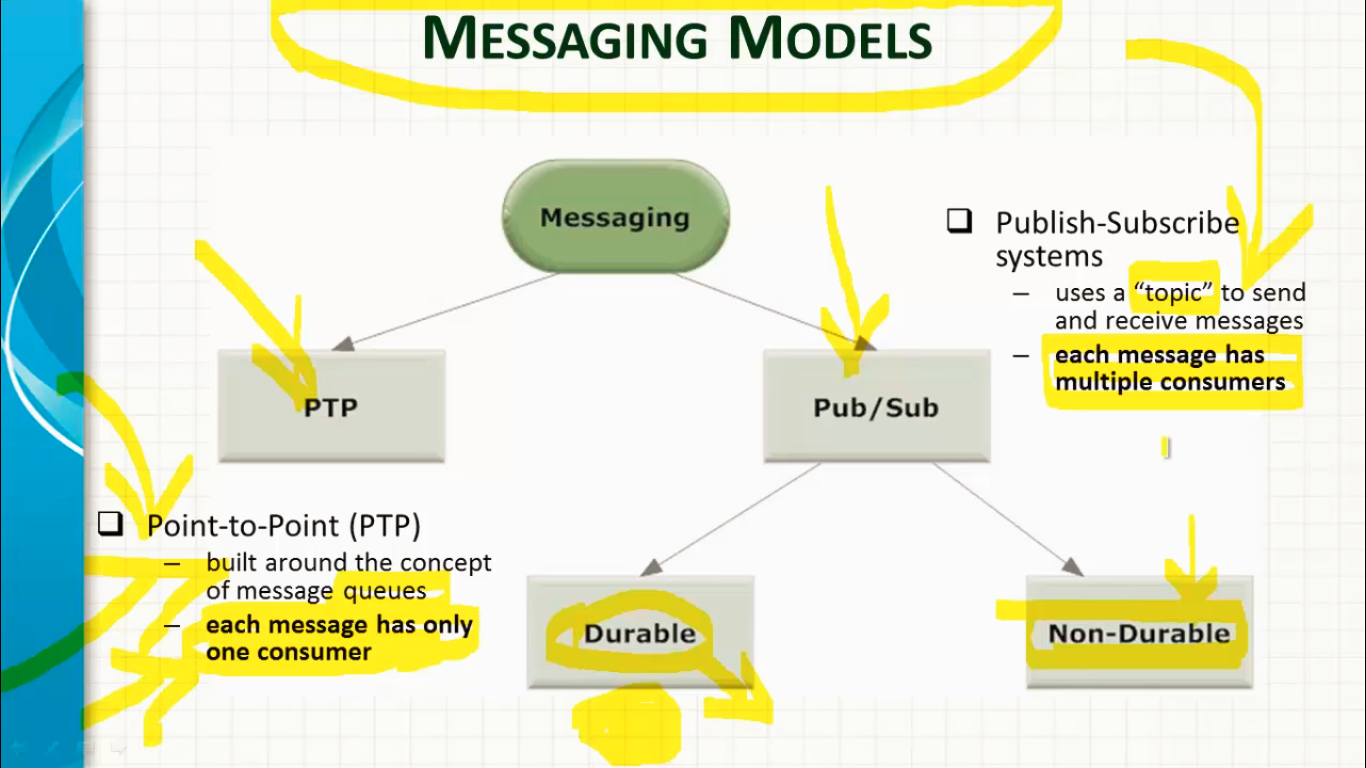 MESSAGING MODELS
Messaging
❑ Publish-Subscribe
systems
– uses a “topic” to send
and receive messages
– each message has
multiple consumers
PTP
Pub/Sub
❑ Point-to-Point (PTP)
– built around the concept
of message queues
– each message has only
one consumer
Durable
Non-Durable